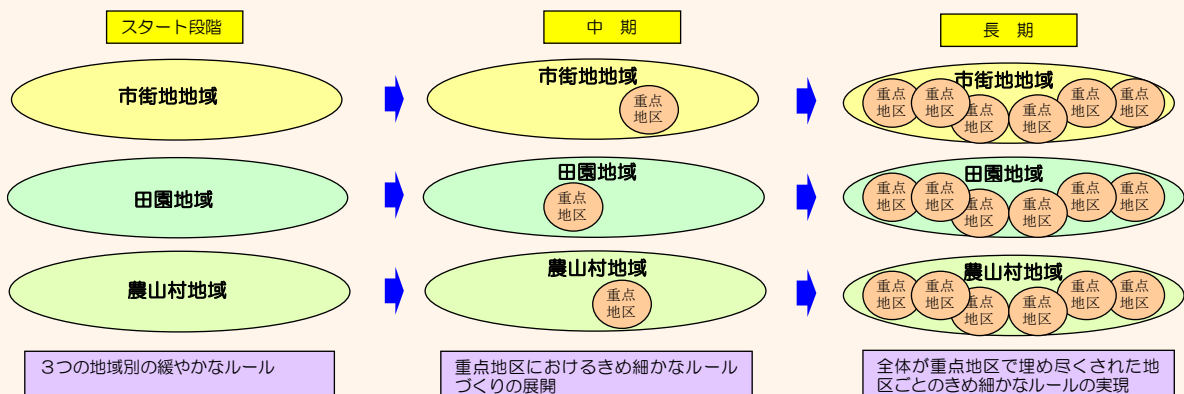 スタート段階
中　期
長　期
市街地地域
市街地地域
重点
地区
市街地地域
重点
地区
重点
地区
重点
地区
重点
地区
重点
地区
重点
地区
田園地域
田園地域
重点
地区
田園地域
重点
地区
重点
地区
重点
地区
重点
地区
重点
地区
重点
地区
農山村地域
農山村地域
重点
地区
農山村地域
重点
地区
重点
地区
重点
地区
重点
地区
重点
地区
重点
地区
３つの地域別の緩やかなルール
重点地区におけるきめ細かなルール
づくりの展開
全体が重点地区で埋め尽くされた地
区ごとのきめ細かなルールの実現